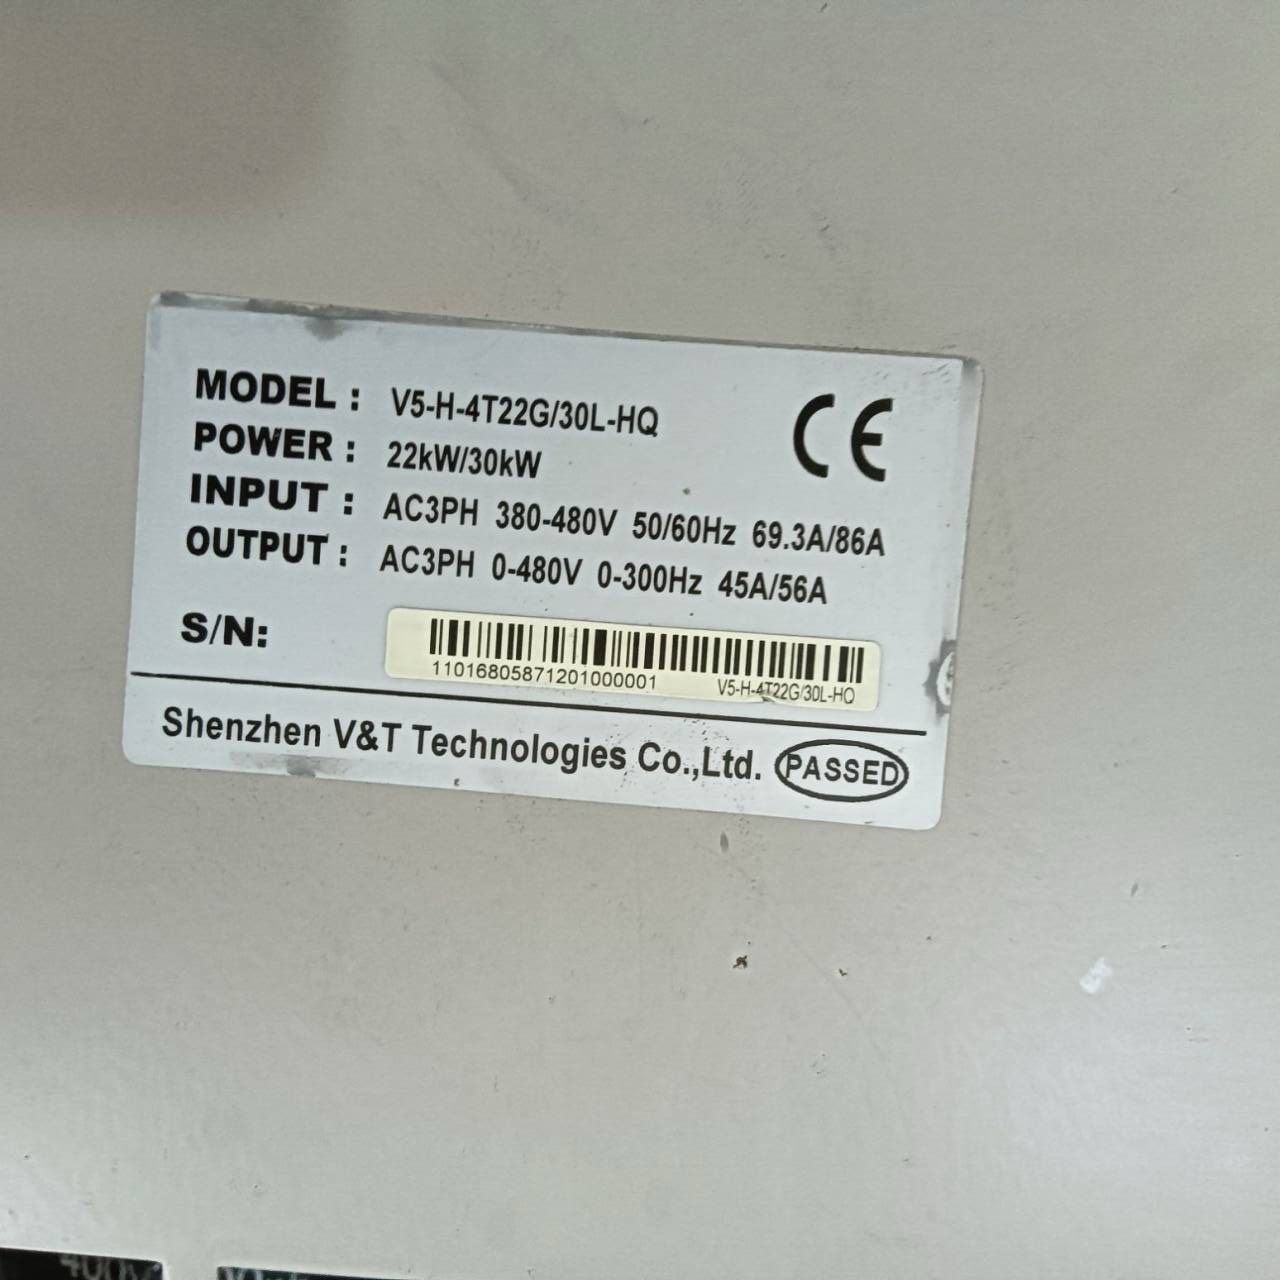 MODEL : V5-H-4T22G/30L-HQ
CE
POWER : 22kW/30kW
INPUT : AC3PH 380-480V 50/60Hz 69.3A/86A
OUTPUT : AC3PH 0-480V 0-300Hz 45A/56A
S/N:
11016805871201000001 V5-H-4T22G/30L-HQ
Shenzhen V&T Technologies Co.,Ltd. PASSED
400V